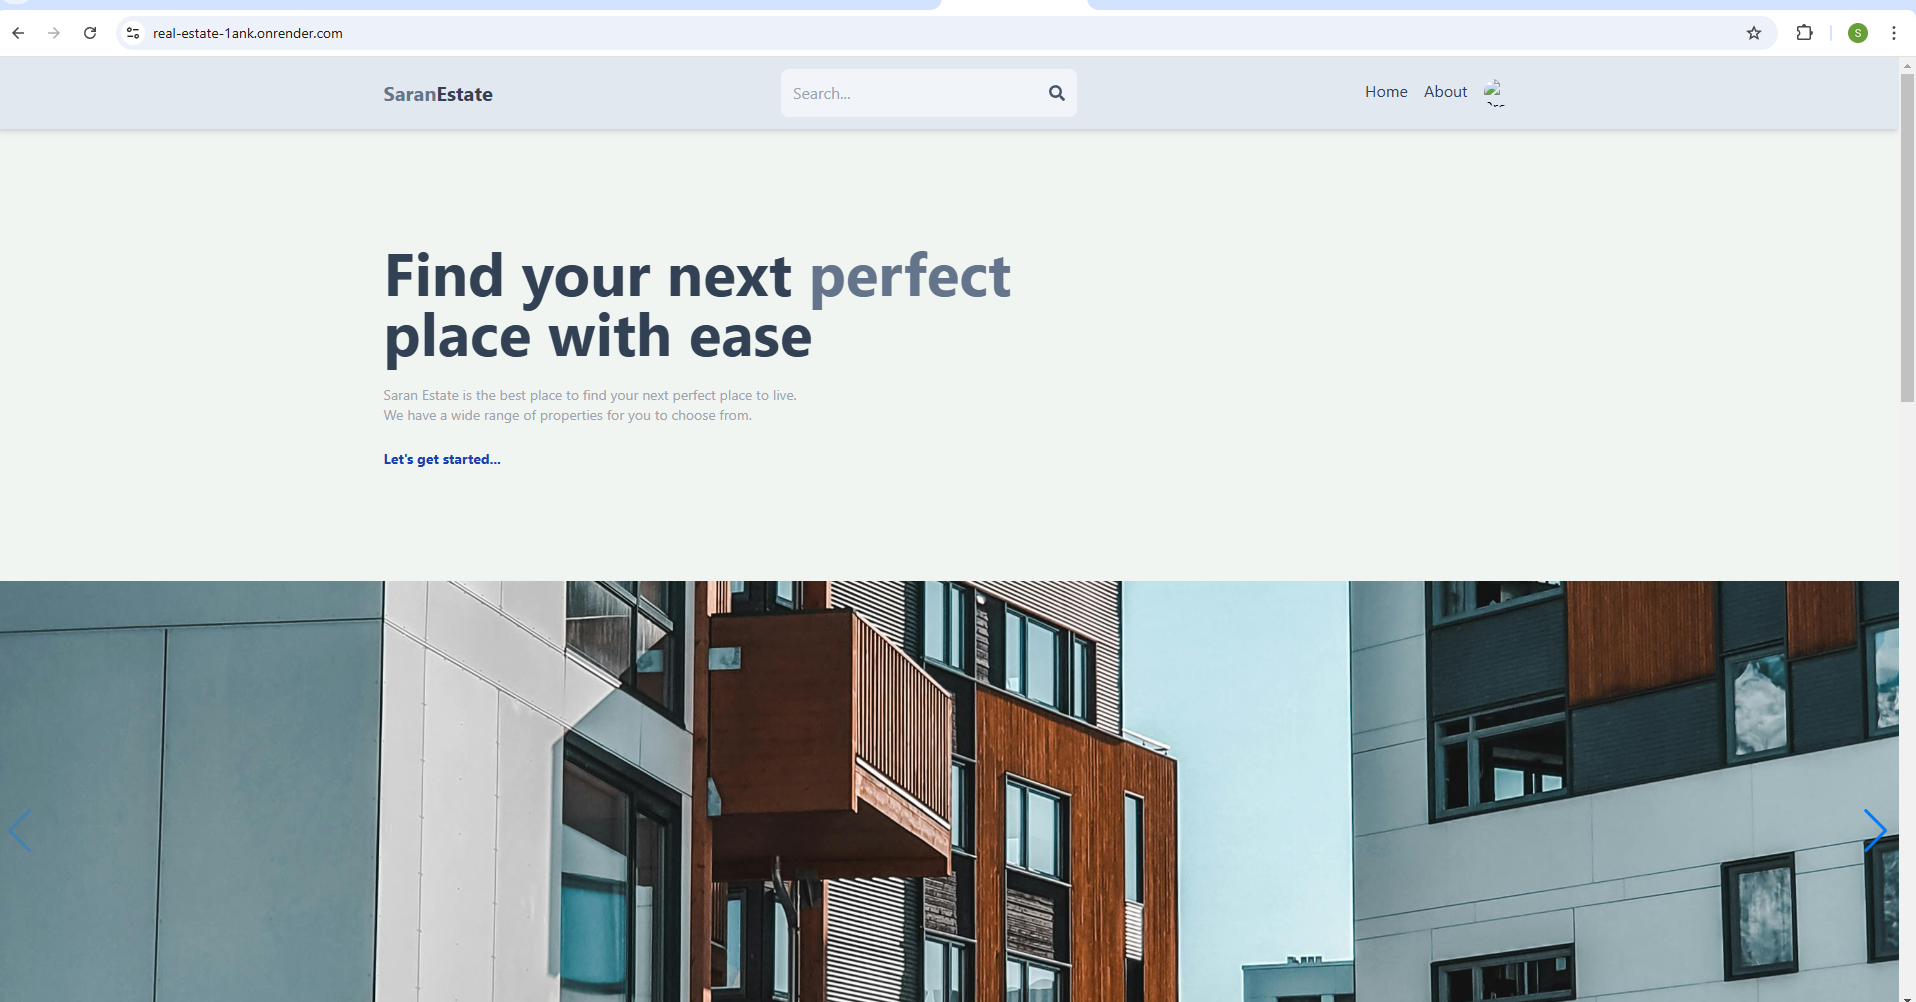 real-estate-1ank.onrender.com
S
SaranEstate
Search...
Home
About
Find your next perfect
place with ease
Saran Estate is the best place to find your next perfect place to live.
We have a wide range of properties for you to choose from.
Let's get started...